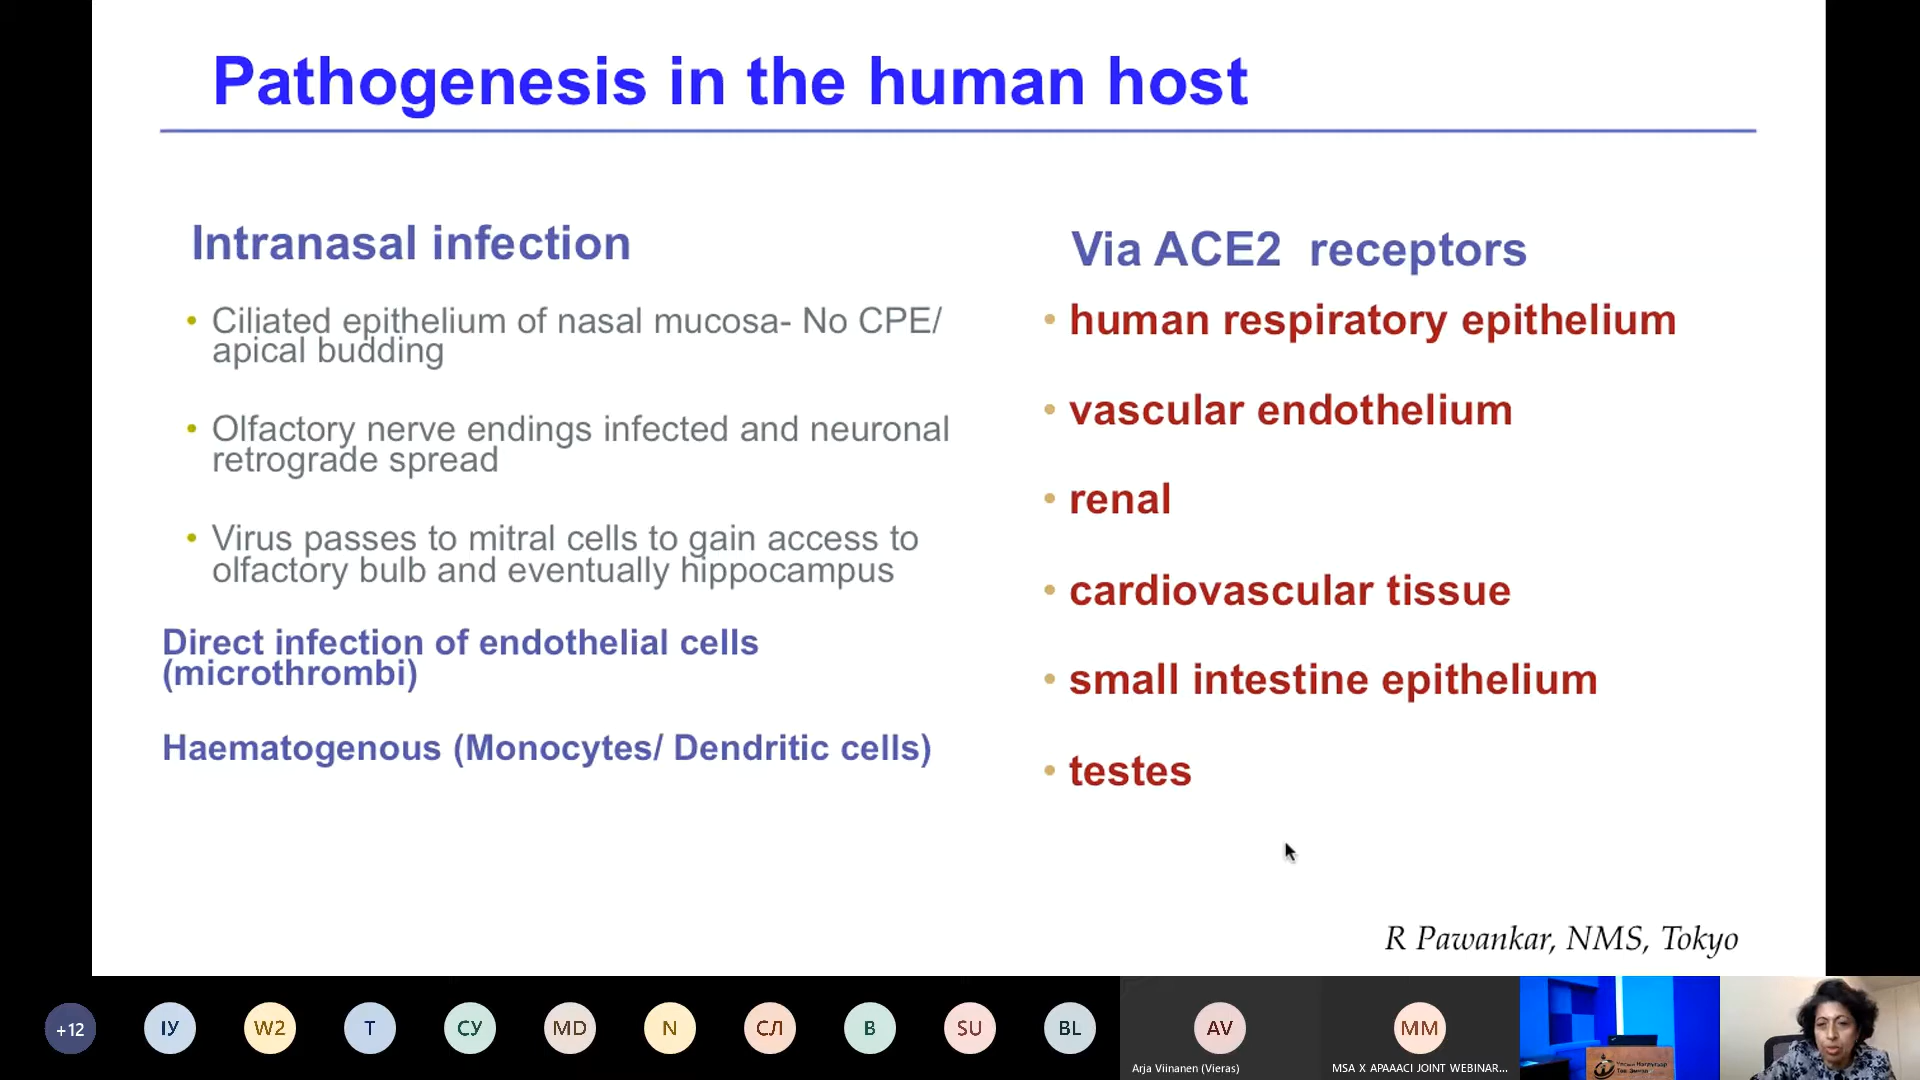 Pathogenesis in the human host
Intranasal infection
• Ciliated epithelium of nasal mucosa- No CPE/
apical budding
• Olfactory nerve endings infected and neuronal
retrograde spread
• Virus passes to mitral cells to gain access to
olfactory bulb and eventually hippocampus
Direct infection of endothelial cells
(microthrombi)
Haematogenous (Monocytes/ Dendritic cells)
Via ACE2 receptors
• human respiratory epithelium
• vascular endothelium
• renal
• cardiovascular tissue
• small intestine epithelium
• testes
R Pawankar, NMS, Tokyo
+12
ІУ
W2
T
СУ
MD
N
СЛ
B
SU
BL
AV
Arja Viinanen (Vieras)
MM
MSA X APAAACI JOINT WEBINAR...